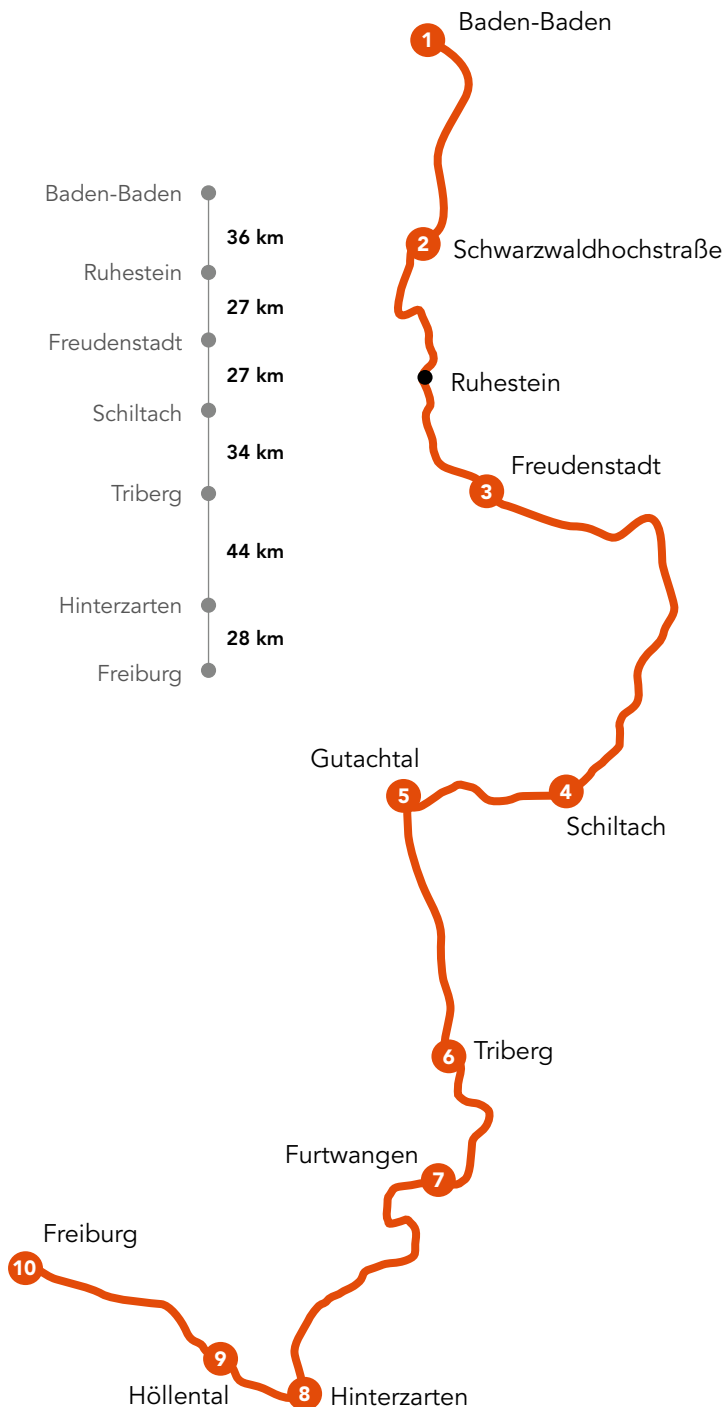 Baden-Baden
36 km
Ruhestein
27 km
Freudenstadt
27 km
Schiltach
34 km
Triberg
44 km
Hinterzarten
28 km
Freiburg
1 Baden-Baden
2 Schwarzwaldhochstraße
Ruhestein
Freudenstadt
3
Gutachtal
5
4
Schiltach
6 Triberg
Furtwangen
7
Freiburg
10
9
Höllental
8 Hinterzarten